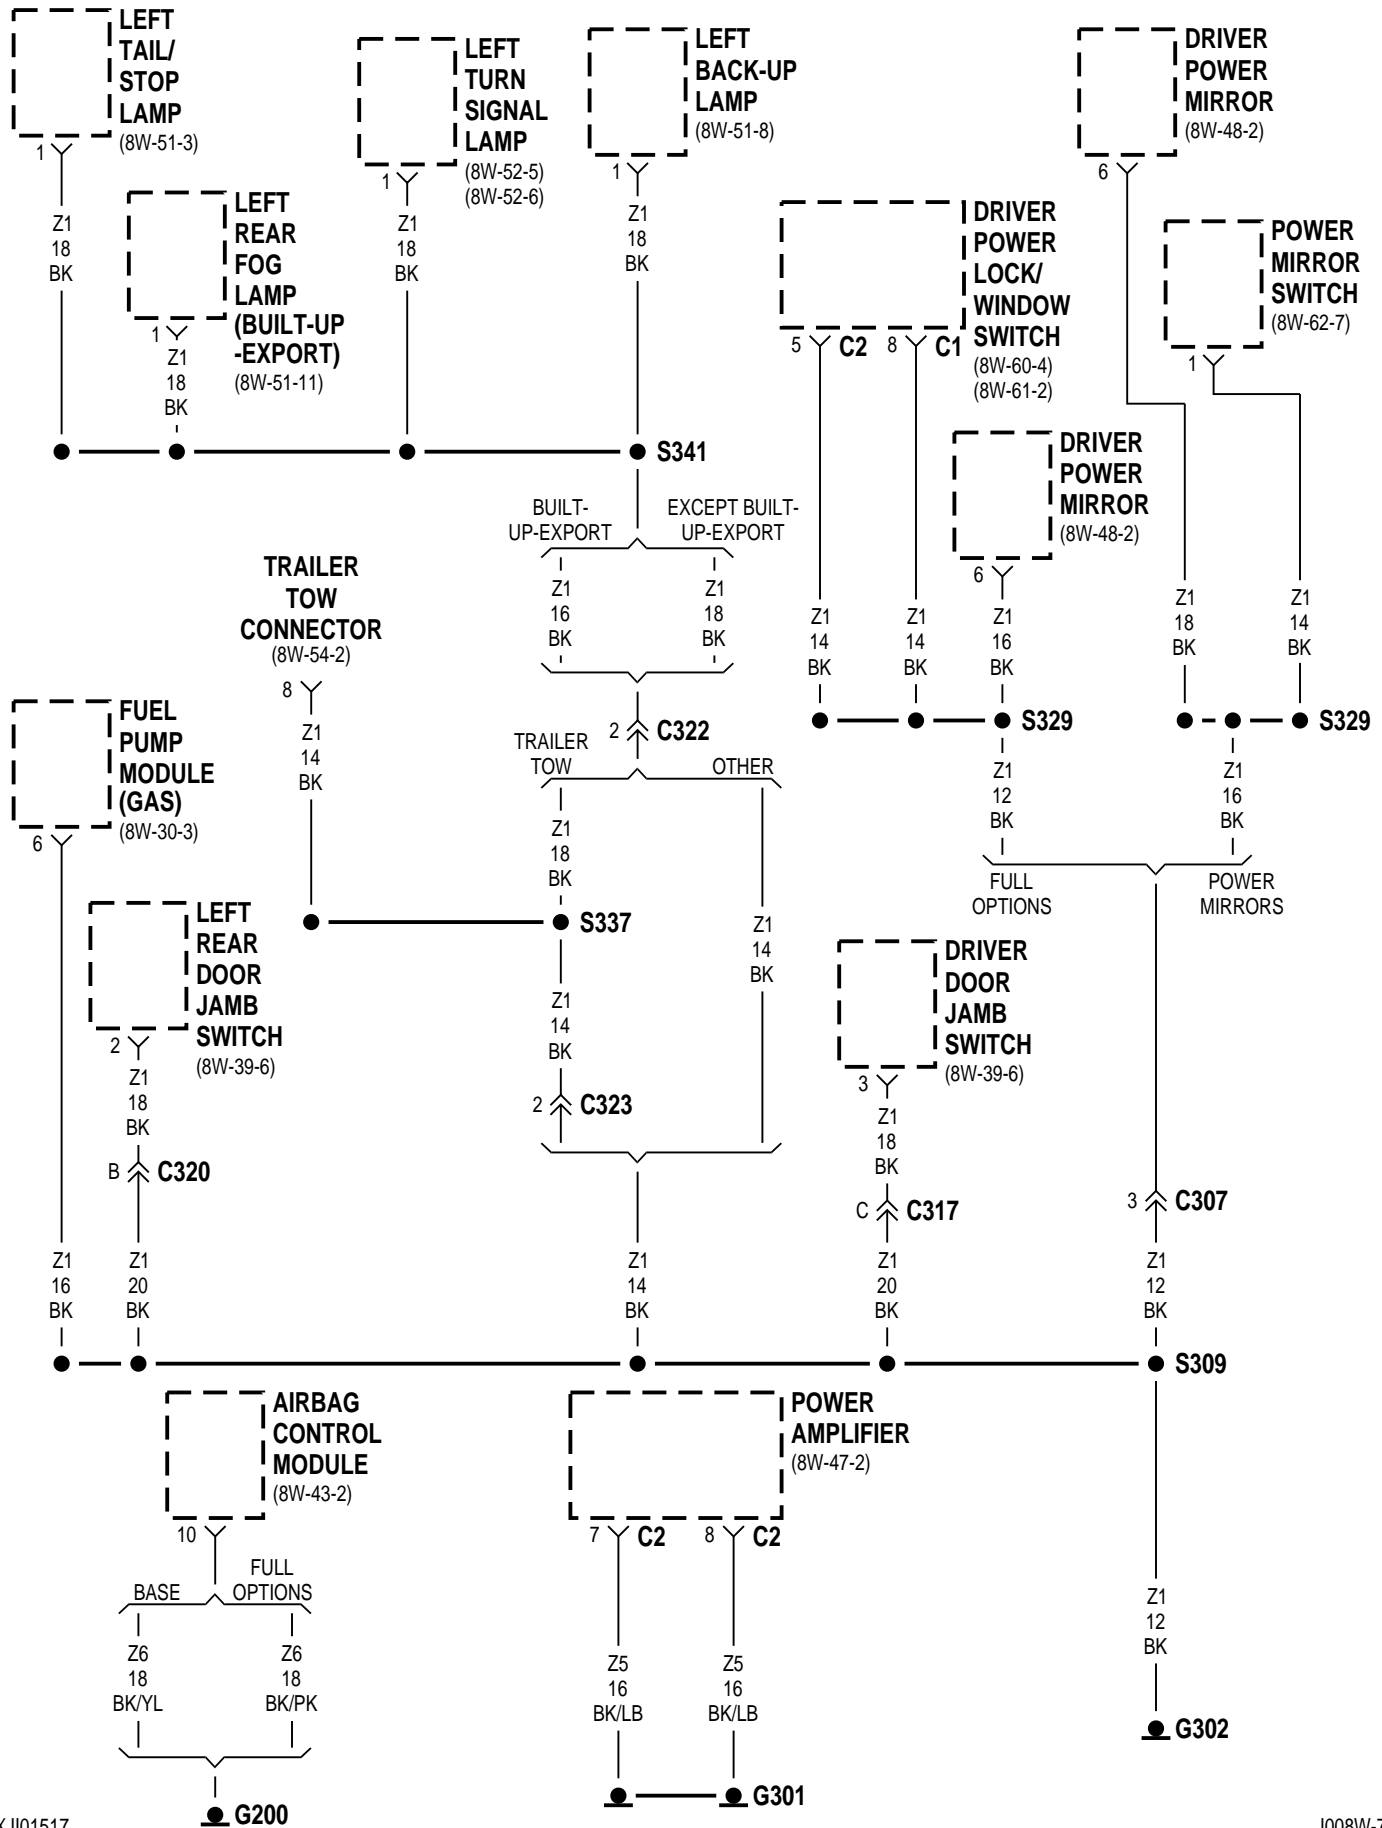 LEFT
TAIL/
STOP
LAMP
(8W-51-3)
1
Z1
18
BK
LEFT
REAR
FOG
LAMP
(BUILT-UP
-EXPORT)
(8W-51-11)
1
Z1
18
BK
LEFT
TURN
SIGNAL
LAMP
(8W-52-5)
(8W-52-6)
1
Z1
18
BK
LEFT
BACK-UP
LAMP
(8W-51-8)
1
Z1
18
BK
S341
DRIVER
POWER
LOCK/
WINDOW
SWITCH
(8W-60-4)
(8W-61-2)
5
C2
8
C1
DRIVER
POWER
MIRROR
(8W-48-2)
6
POWER
MIRROR
SWITCH
(8W-62-7)
1
DRIVER
POWER
MIRROR
(8W-48-2)
6
BUILT-
UP-EXPORT
EXCEPT BUILT-
UP-EXPORT
Z1
16
BK
Z1
18
BK
Z1
14
BK
Z1
14
BK
Z1
16
BK
Z1
18
BK
Z1
14
BK
S329
S329
TRAILER
TOW
CONNECTOR
(8W-54-2)
8
Z1
14
BK
2
C322
TRAILER
TOW
OTHER
Z1
18
BK
Z1
12
BK
Z1
16
BK
FULL
OPTIONS
POWER
MIRRORS
FUEL
PUMP
MODULE
(GAS)
(8W-30-3)
6
S337
Z1
14
BK
Z1
14
BK
LEFT
REAR
DOOR
JAMB
SWITCH
(8W-39-6)
2
Z1
18
BK
B
C320
2
C323
DRIVER
DOOR
JAMB
SWITCH
(8W-39-6)
3
Z1
18
BK
C
C317
3
C307
Z1
16
BK
Z1
20
BK
Z1
14
BK
Z1
20
BK
Z1
12
BK
S309
AIRBAG
CONTROL
MODULE
(8W-43-2)
10
BASE
FULL
OPTIONS
Z6
18
BK/YL
Z6
18
BK/PK
G200
POWER
AMPLIFIER
(8W-47-2)
7
C2
8
C2
Z5
16
BK/LB
Z5
16
BK/LB
G301
Z1
12
BK
G302